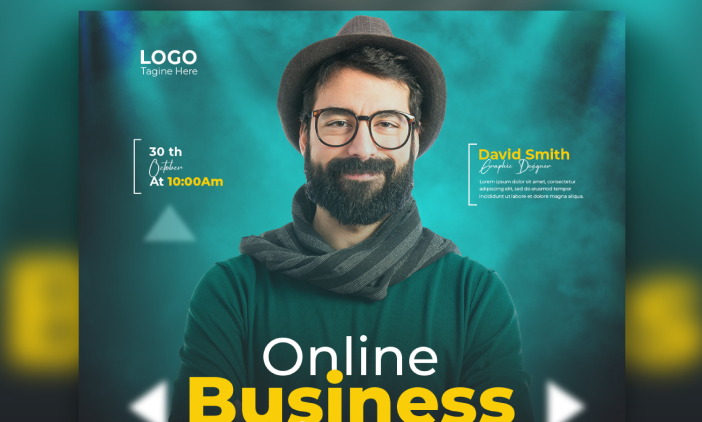 LOGO
Tagine Here
30 th
October
At 10:00Am
David Smith
Graphic Designer
Lorem ipsum dolor sit amet, consectetur
adipiscing elit, sed do eiusmod tempor
incididunt ut labore et dolore magna aliqua.
Online
Business